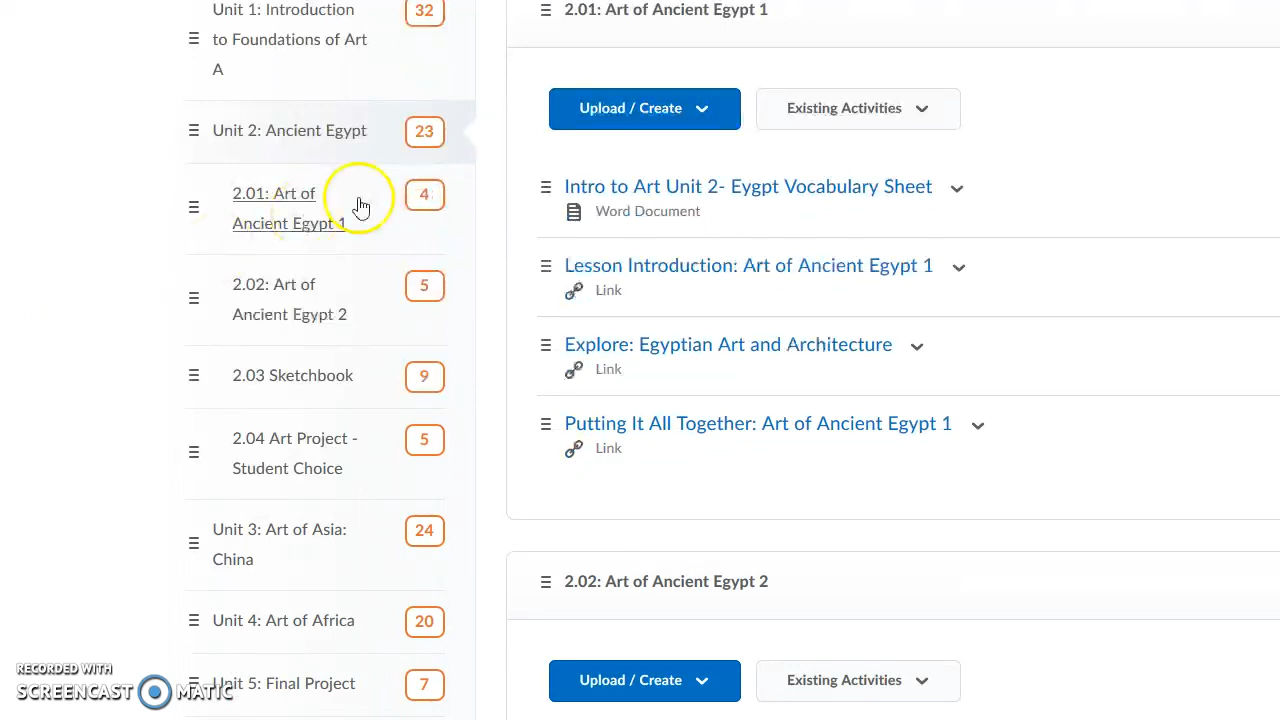 Unit 1: Introduction
to Foundations of Art
A
32
Unit 2: Ancient Egypt
23
2.01: Art of
Ancient Egypt 1
4
2.02: Art of
Ancient Egypt 2
5
2.03 Sketchbook
9
2.04 Art Project -
Student Choice
5
Unit 3: Art of Asia:
China
24
Unit 4: Art of Africa
20
Unit 5: Final Project
7
2.01: Art of Ancient Egypt 1
Upload / Create
Existing Activities
Intro to Art Unit 2- Eygpt Vocabulary Sheet
Word Document
Lesson Introduction: Art of Ancient Egypt 1
Link
Explore: Egyptian Art and Architecture
Link
Putting It All Together: Art of Ancient Egypt 1
Link
2.02: Art of Ancient Egypt 2
Upload / Create
Existing Activities
RECORDED WITH
SCREENCAST MATIC